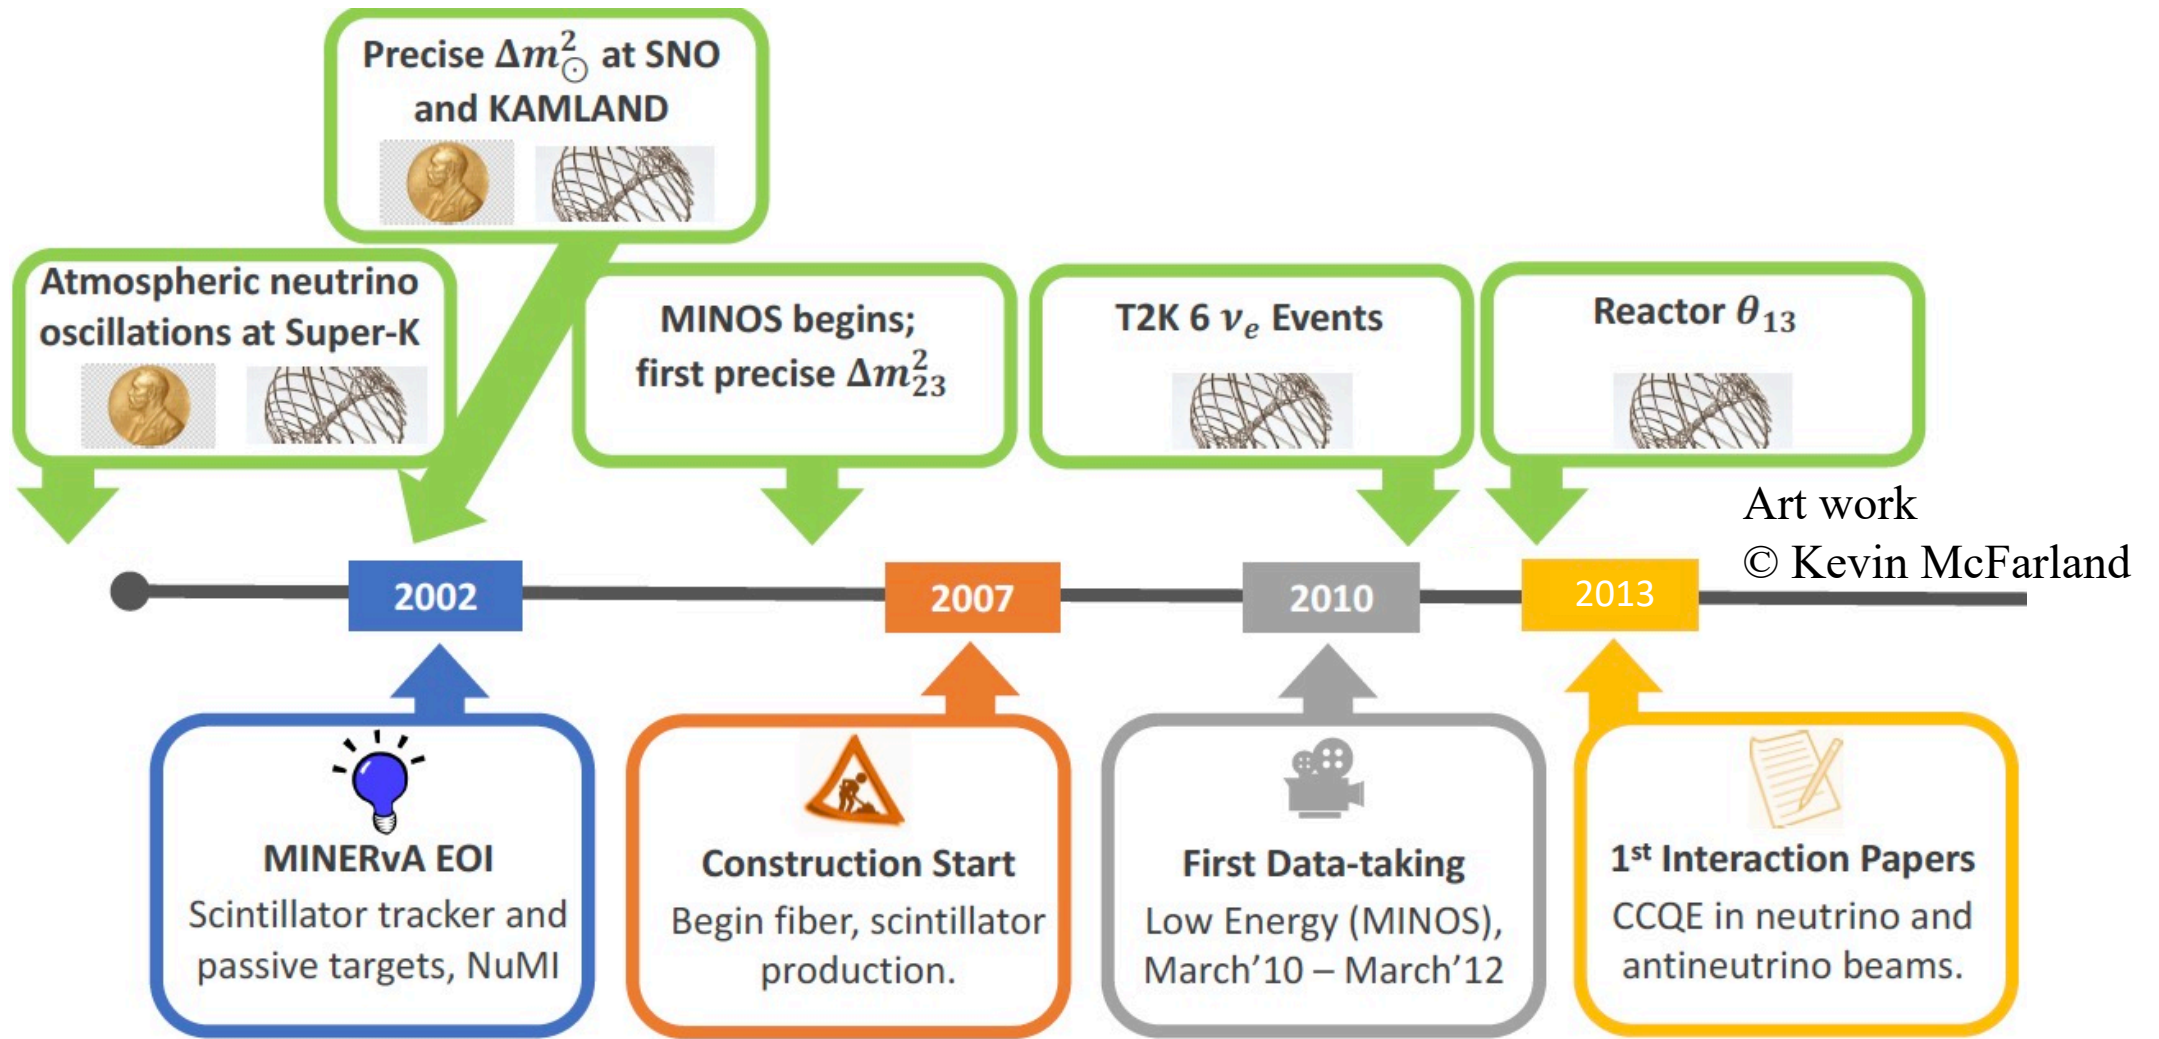 Precise Δm²⊙ at SNO
and KAMLAND
Atmospheric neutrino
oscillations at Super-K
MINOS begins;
first precise Δm²₂₃
T2K 6 νₑ Events
Reactor θ₁₃
Art work
© Kevin McFarland
2002
2007
2010
2013
MINERνA EOI
Scintillator tracker and
passive targets, NuMI
Construction Start
Begin fiber, scintillator
production.
First Data-taking
Low Energy (MINOS),
March’10 – March’12
1st Interaction Papers
CCQE in neutrino and
antineutrino beams.